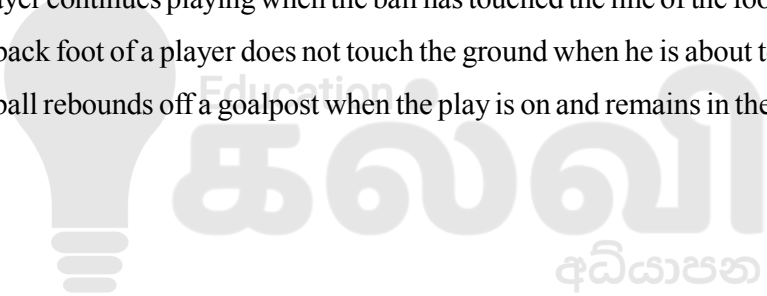 ayer continues playing when the ball has touched the line of the foo
back foot of a player does not touch the ground when he is about t
ball rebounds off a goalpost when the play is on and remains in the
Education
கல்வி
අධ්‍යාපන